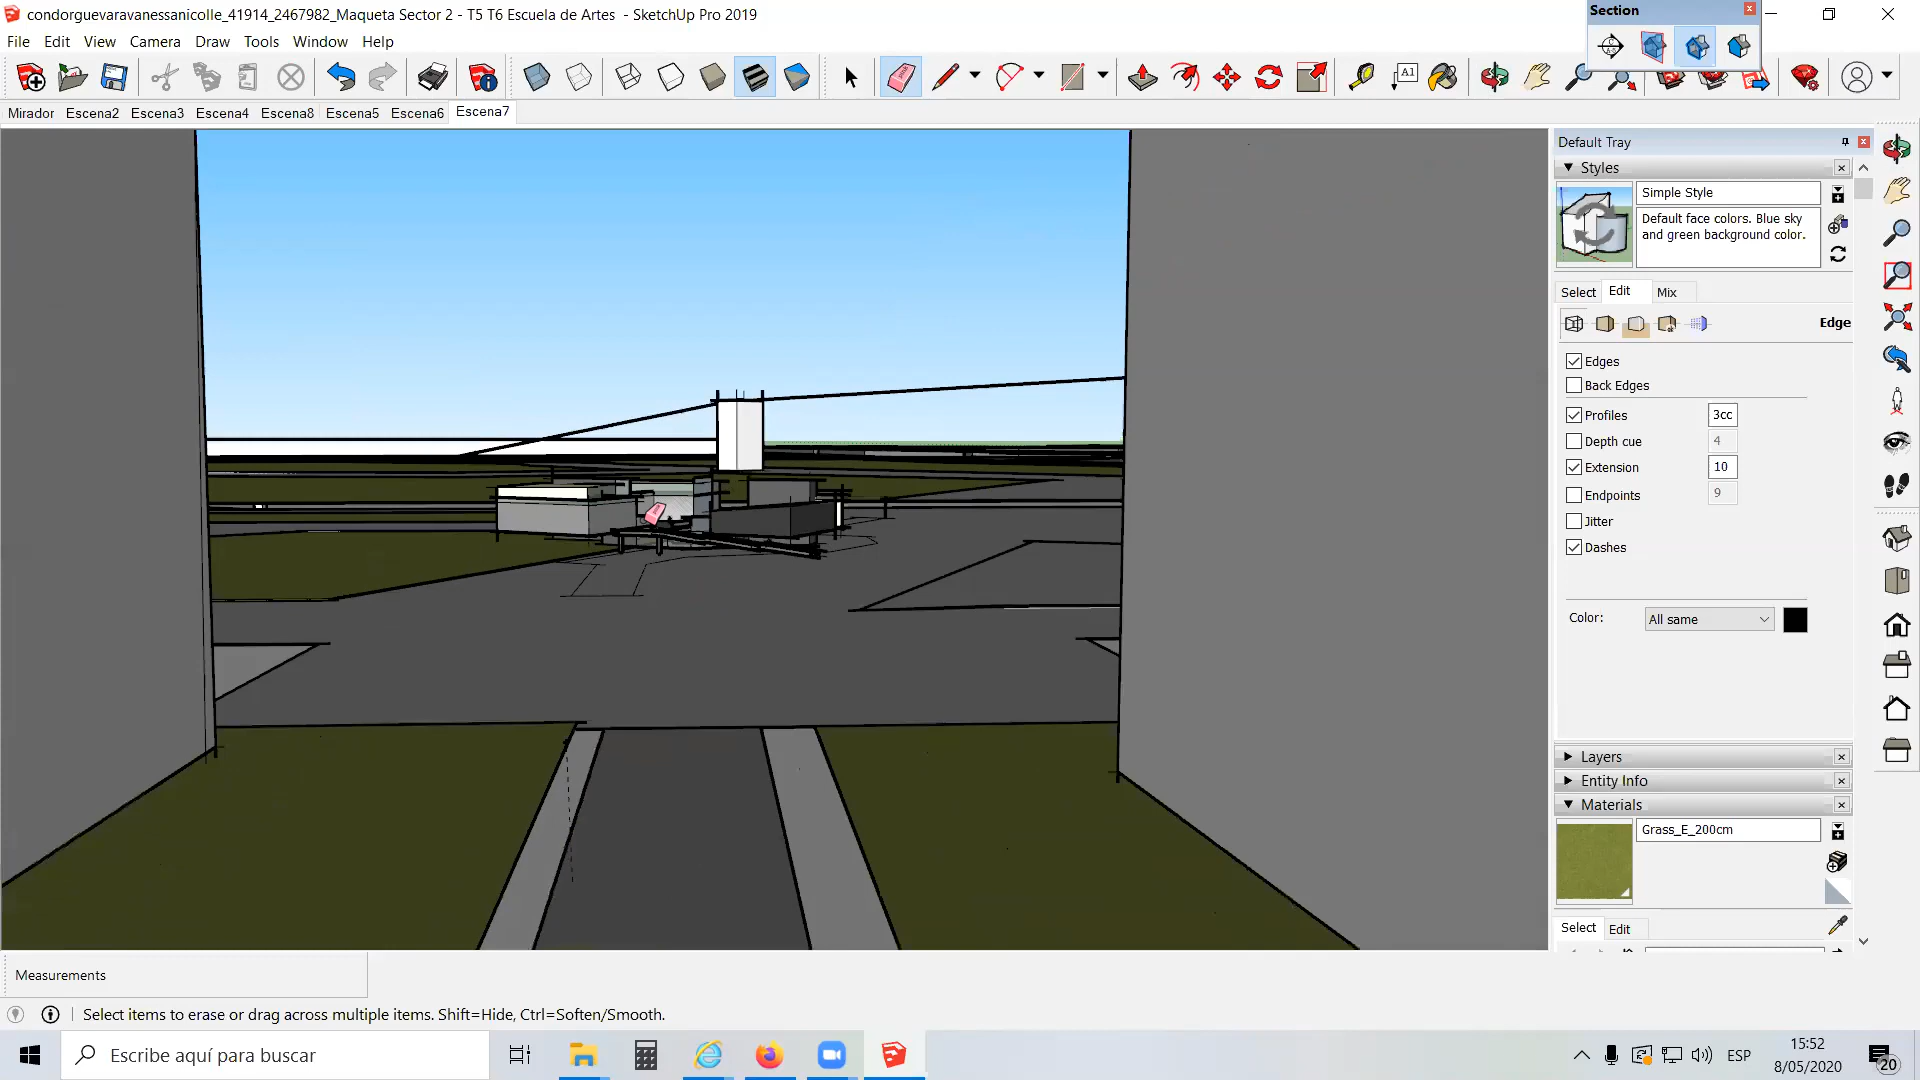 condorguevaravanessanicolle_41914_2467982_Maqueta Sector 2 - T5 T6 Escuela de Artes - SketchUp Pro 2019
Section
File Edit View Camera Draw Tools Window Help
A1
Mirador Escena2 Escena3 Escena4 Escena8 Escena5 Escena6 Escena7
Default Tray
Styles
Simple Style
Default face colors. Blue sky
and green background color.
Select Edit Mix
Edge
Edges
Back Edges
Profiles 3cc
Depth cue 4
Extension 10
Endpoints 9
Jitter
Dashes
Color: All same
Layers
Entity Info
Materials
Grass_E_200cm
Select Edit
Measurements
Select items to erase or drag across multiple items. Shift=Hide, Ctrl=Soften/Smooth.
Escribe aquí para buscar
ESP
15:52
8/05/2020
20